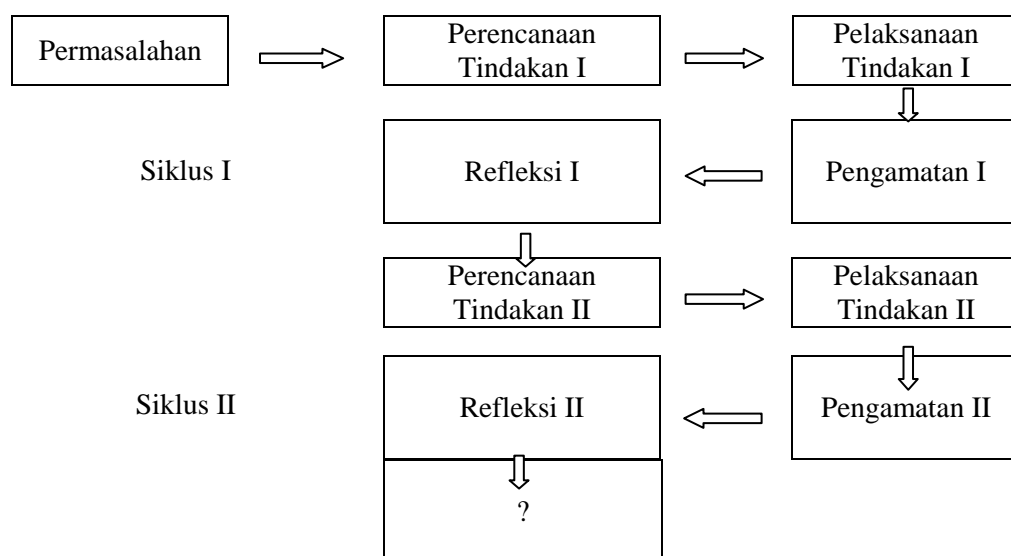 Permasalahan
Perencanaan
Tindakan I
Pelaksanaan
Tindakan I
Siklus I
Refleksi I
Pengamatan I
Perencanaan
Tindakan II
Pelaksanaan
Tindakan II
Siklus II
Refleksi II
Pengamatan II
?